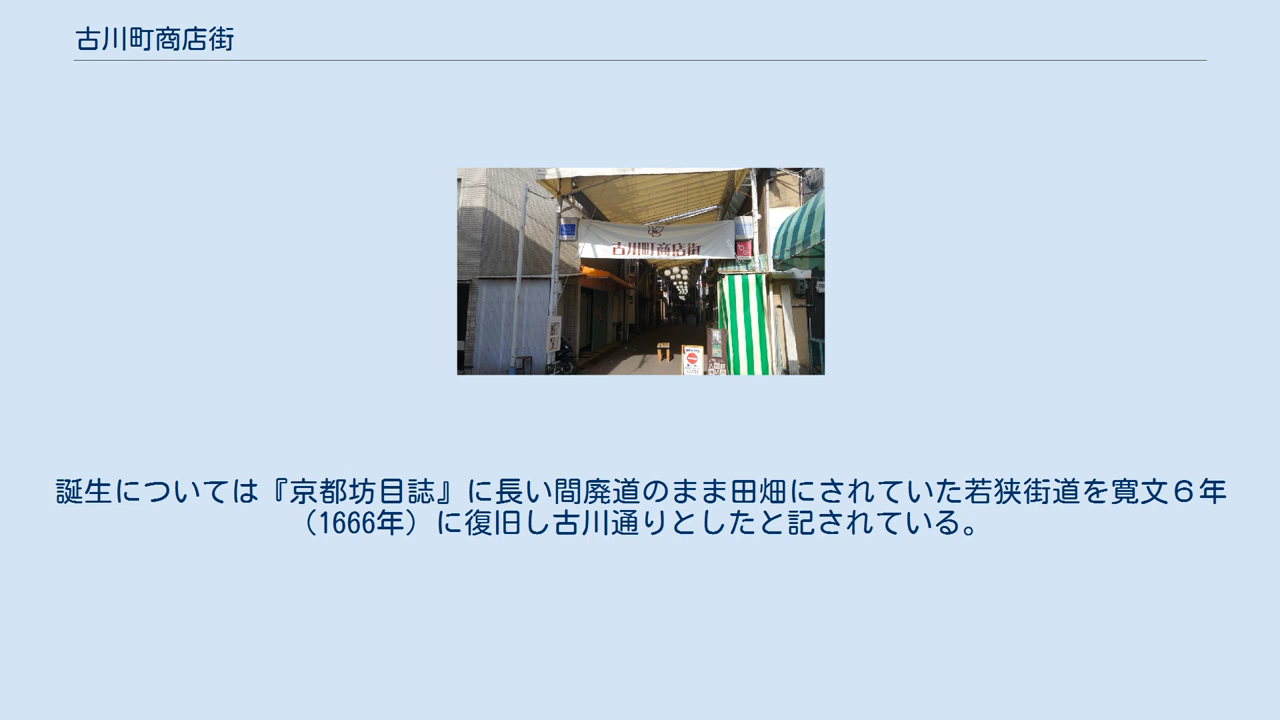 古川町商店街
古川町商店街
誕生については『京都坊目誌』に長い間廃道のまま田畑にされていた若狭街道を寛文６年
（1666年）に復旧し古川通りとしたと記されている。